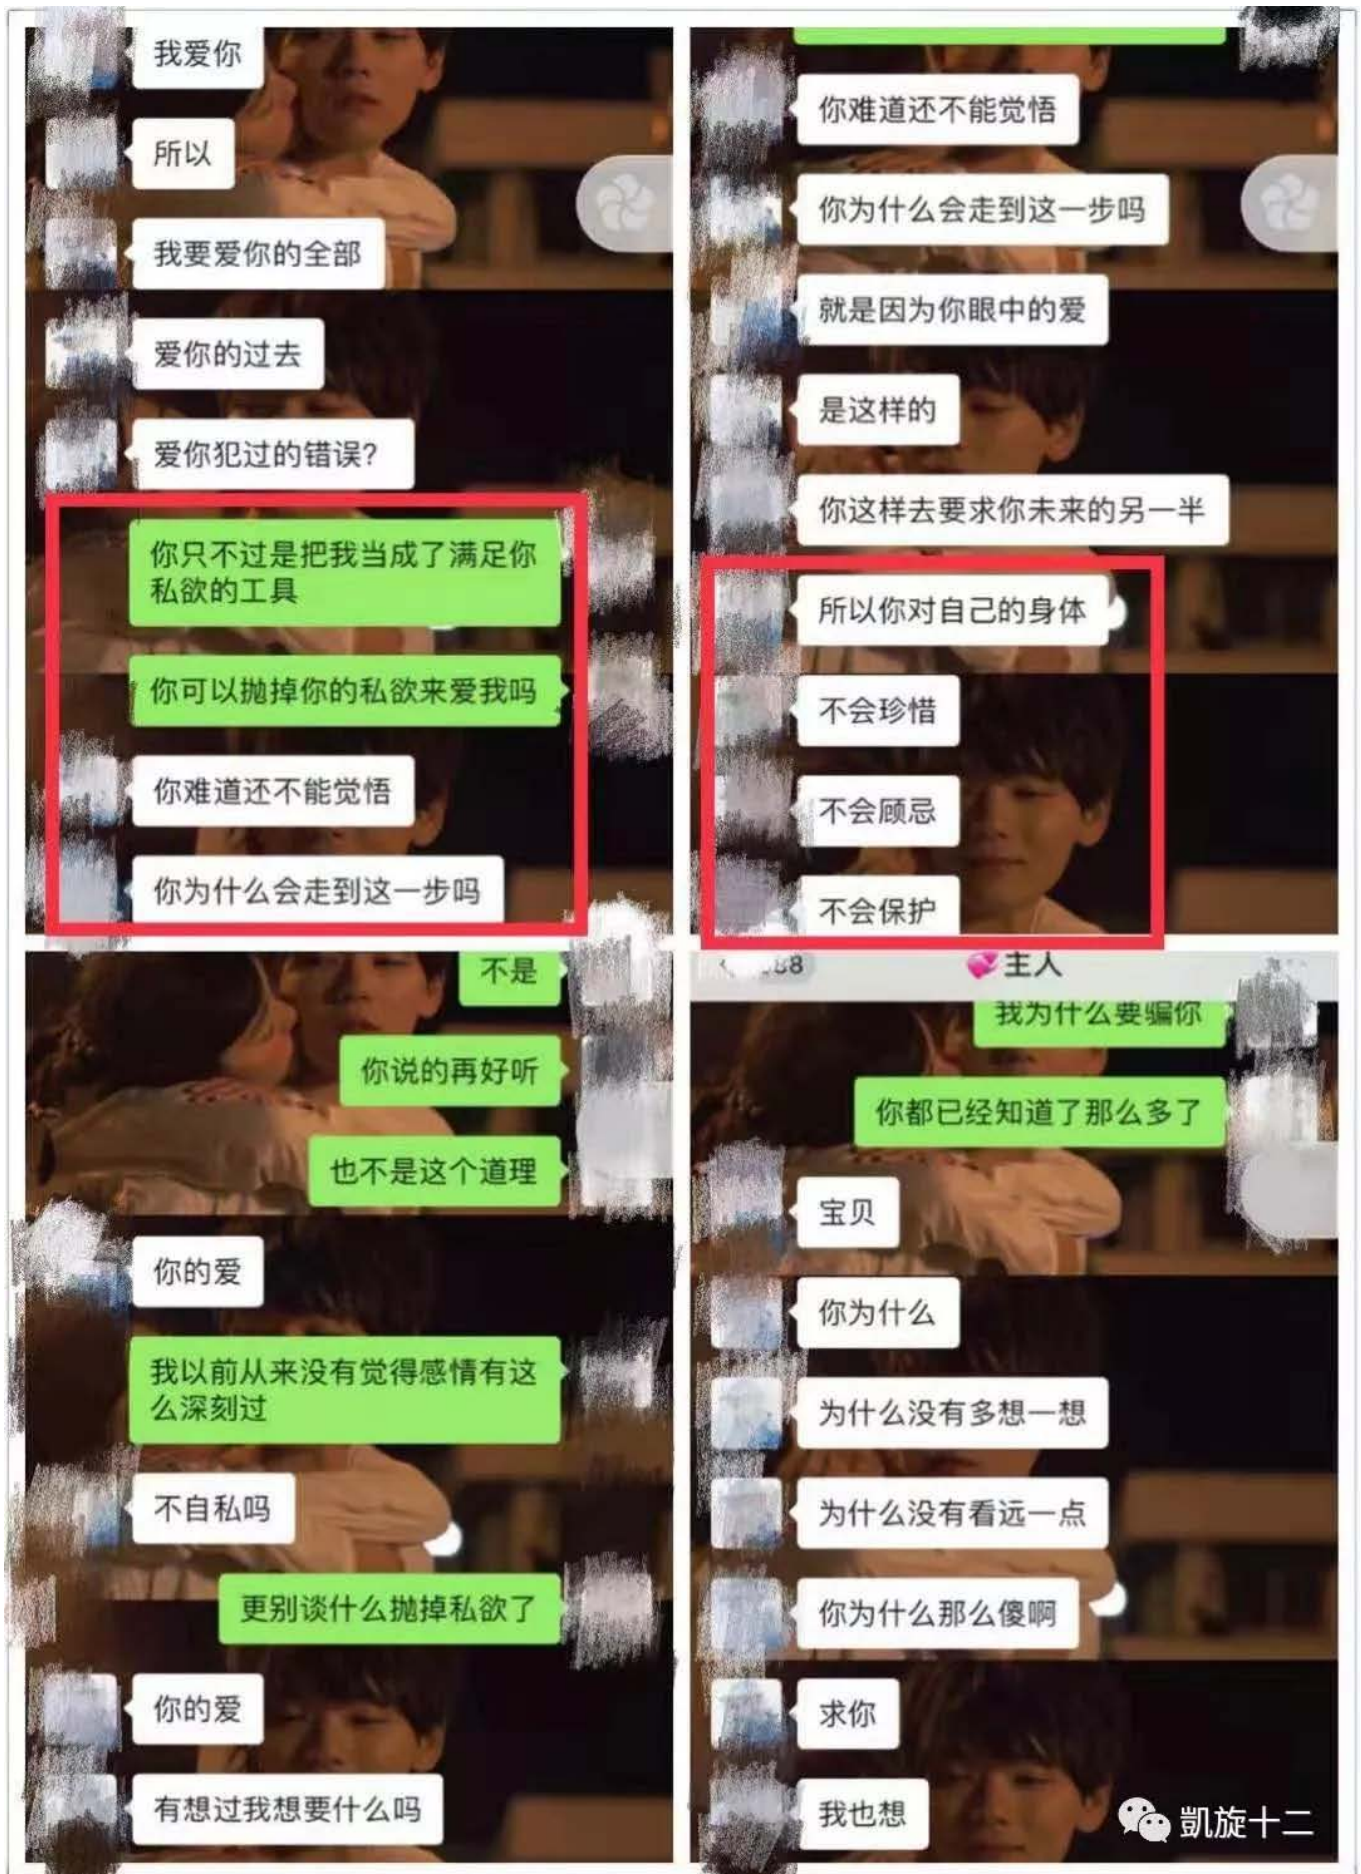 我爱你
所以
我要爱你的全部
爱你的过去
爱你犯过的错误?
你只不过是把我当成了满足你
私欲的工具
你可以抛掉你的私欲来爱我吗
你难道还不能觉悟
你为什么会走到这一步吗
你难道还不能觉悟
你为什么会走到这一步吗
就是因为你眼中的爱
是这样的
你这样去要求你未来的另一半
所以你对自己的身体
不会珍惜
不会顾忌
不会保护
不是
你说的再好听
也不是这个道理
你的爱
我以前从来没有觉得感情有这
么深刻过
不自私吗
更别谈什么抛掉私欲了
你的爱
有想过我想要什么吗
主人
我为什么要骗你
你都已经知道了那么多了
宝贝
你为什么
为什么没有多想一想
为什么没有看远一点
你为什么那么傻啊
求你
我也想
凱旋十二